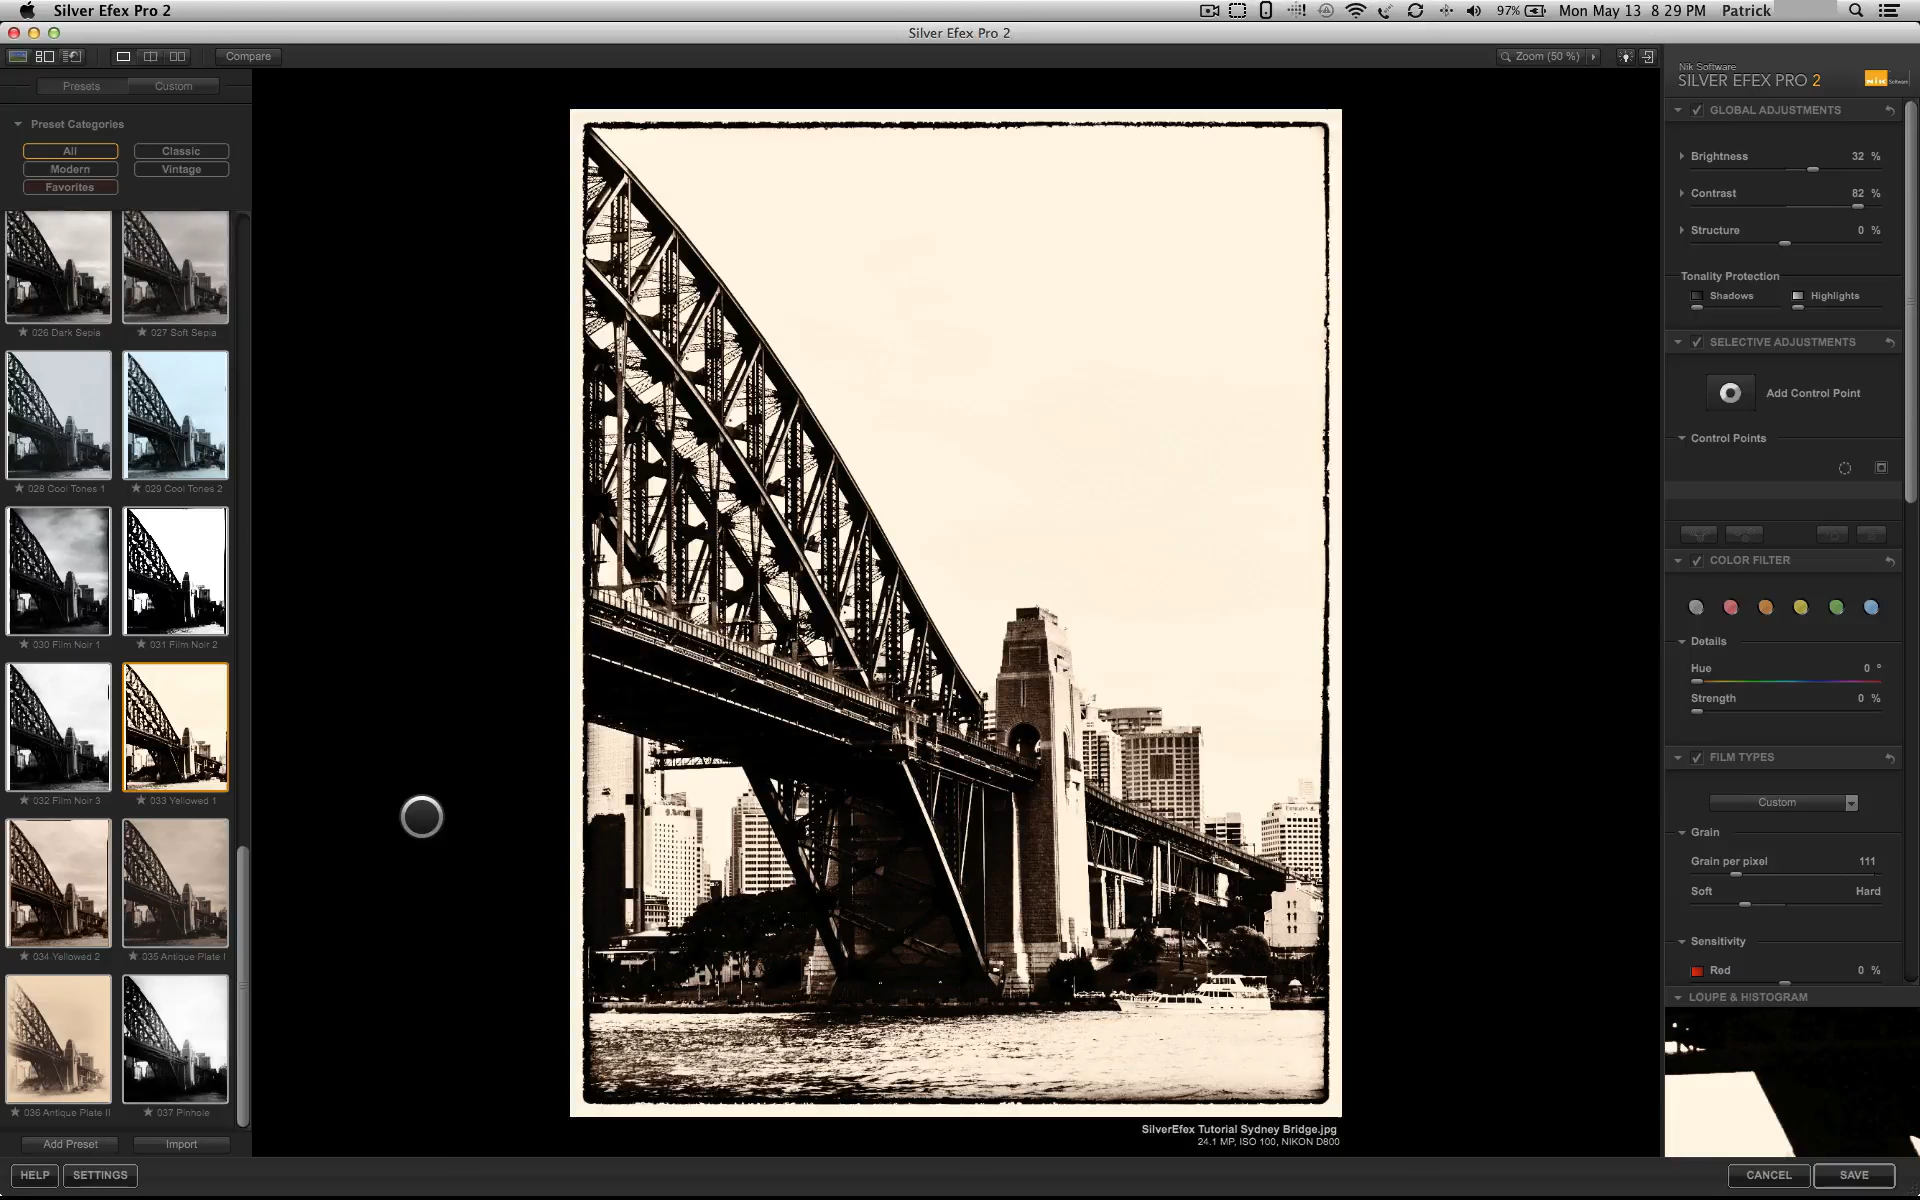 Silver Efex Pro 2
97%
Mon May 13 8:29 PM
Patrick
Silver Efex Pro 2
Compare
Zoom (50 %)
Presets
Custom
Preset Categories
All
Classic
Modern
Vintage
Favorites
026 Dark Sepia
027 Soft Sepia
028 Cool Tones 1
029 Cool Tones 2
030 Film Noir 1
031 Film Noir 2
032 Film Noir 3
033 Yellowed 1
034 Yellowed 2
035 Antique Plate I
036 Antique Plate II
037 Pinhole
Add Preset
Import
HELP
SETTINGS
SilverEfex Tutorial Sydney Bridge.jpg
24.1 MP, ISO 100, NIKON D800
Nik Software
SILVER EFEX PRO 2
nik Software
GLOBAL ADJUSTMENTS
Brightness 32 %
Contrast 82 %
Structure 0 %
Tonality Protection
Shadows
Highlights
SELECTIVE ADJUSTMENTS
Add Control Point
Control Points
COLOR FILTER
Details
Hue 0 °
Strength 0 %
FILM TYPES
Custom
Grain
Grain per pixel 111
Soft Hard
Sensitivity
Red 0 %
LOUPE & HISTOGRAM
CANCEL
SAVE